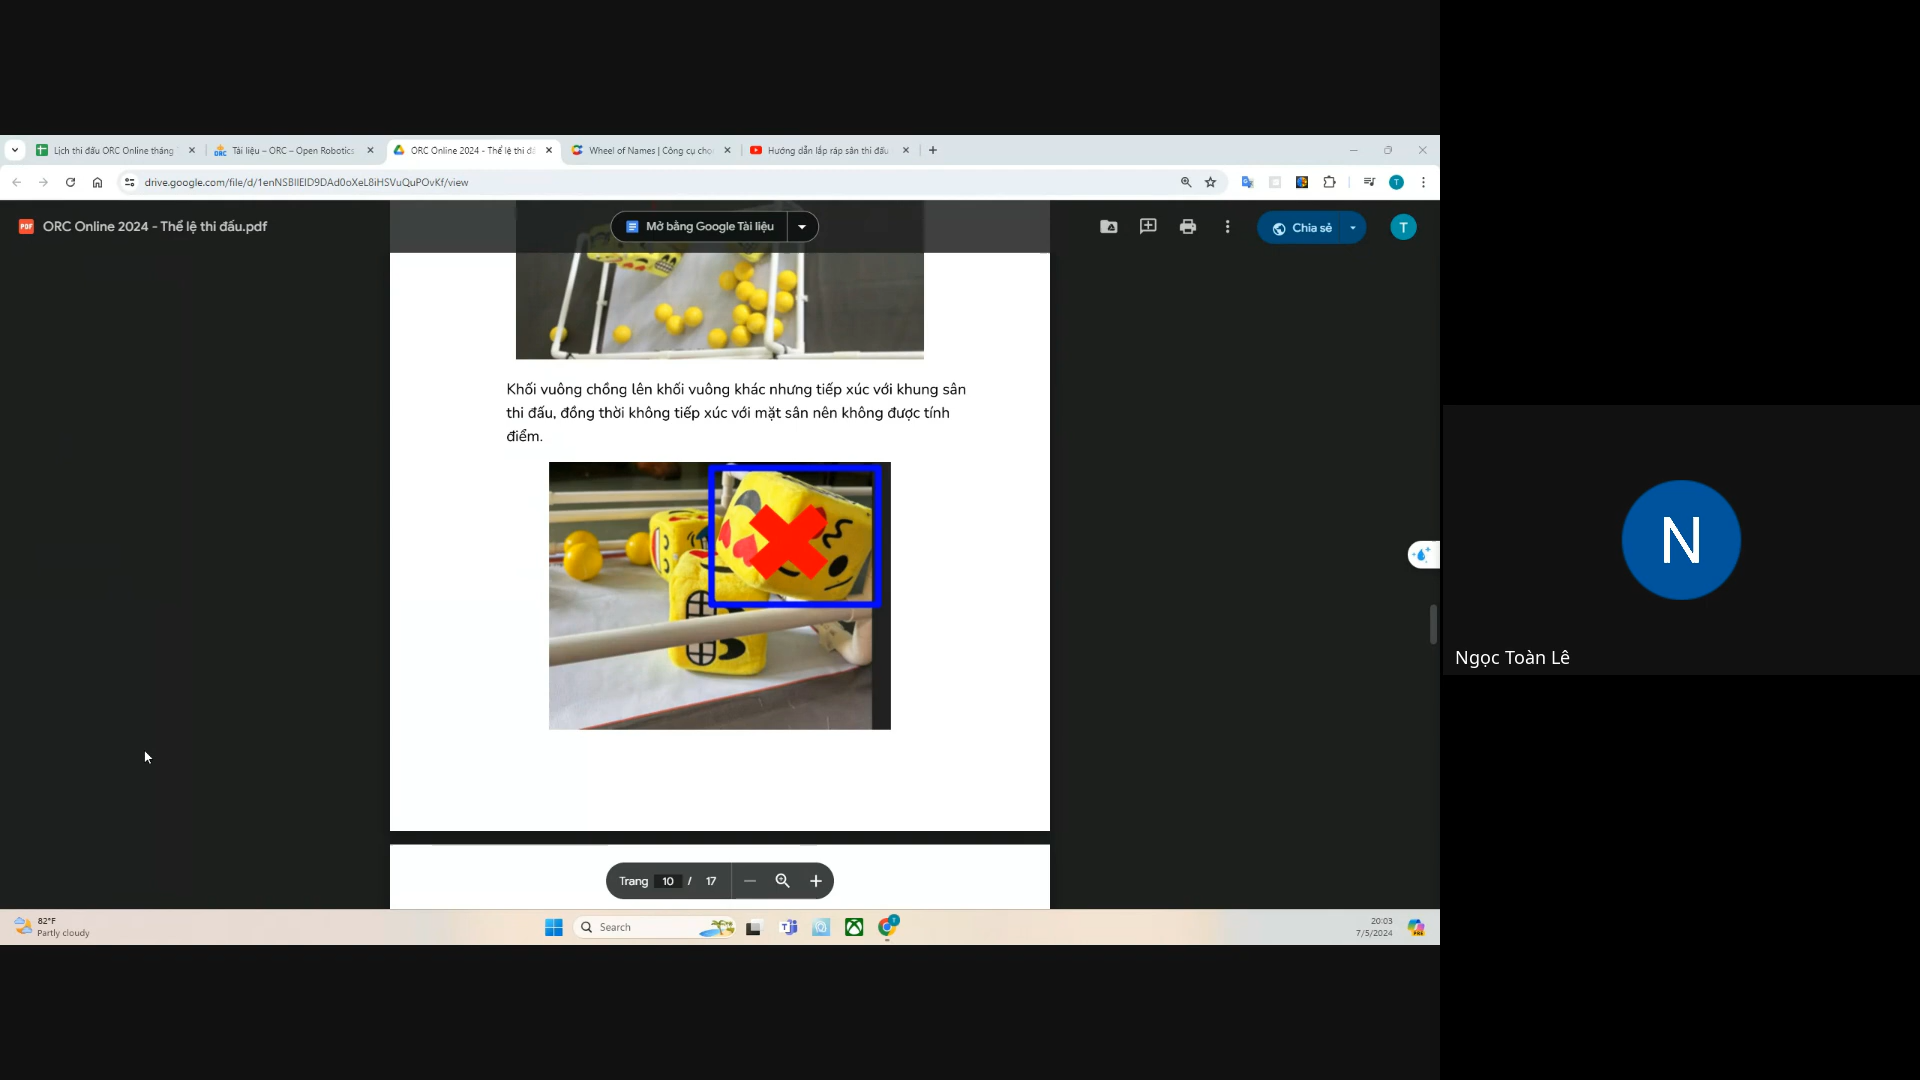 Lịch thi đấu ORC Online tháng
Tài liệu – ORC – Open Robotics
ORC Online 2024 - Thể lệ thi đấ
Wheel of Names | Công cụ cho
Hướng dẫn lắp ráp sân thi đấu
drive.google.com/file/d/1enNSBIIEID9DAd0oXeL8iHSVuQuPOvKf/view
T
PDF
ORC Online 2024 - Thể lệ thi đấu.pdf
Mở bằng Google Tài liệu
Chia sẻ
T
Khối vuông chồng lên khối vuông khác nhưng tiếp xúc với khung sân
thi đấu, đồng thời không tiếp xúc với mặt sân nên không được tính
điểm.
N
Ngọc Toàn Lê
Trang 10 / 17
82°F
Partly cloudy
Search
20:03
7/5/2024